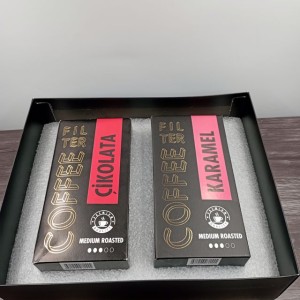 FIL
TER
COFFEE
ÇİKOLATA
MEDIUM ROASTED
FIL
TER
COFFEE
KARAMEL
MEDIUM ROASTED